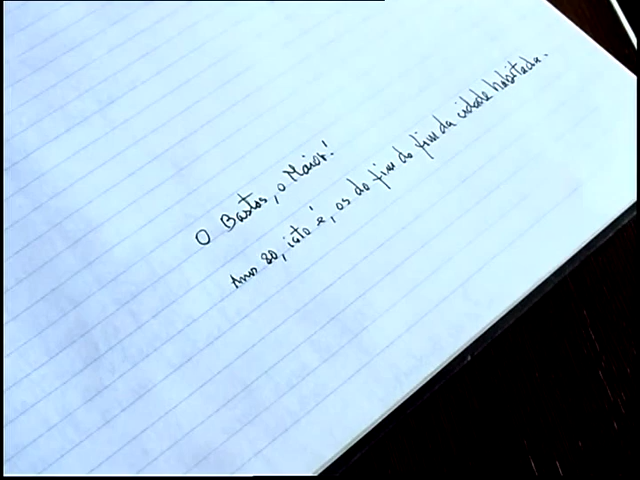 O Bastos, o Maior!
Anos 80, isto é, os do fim do fim da cidade habitada.